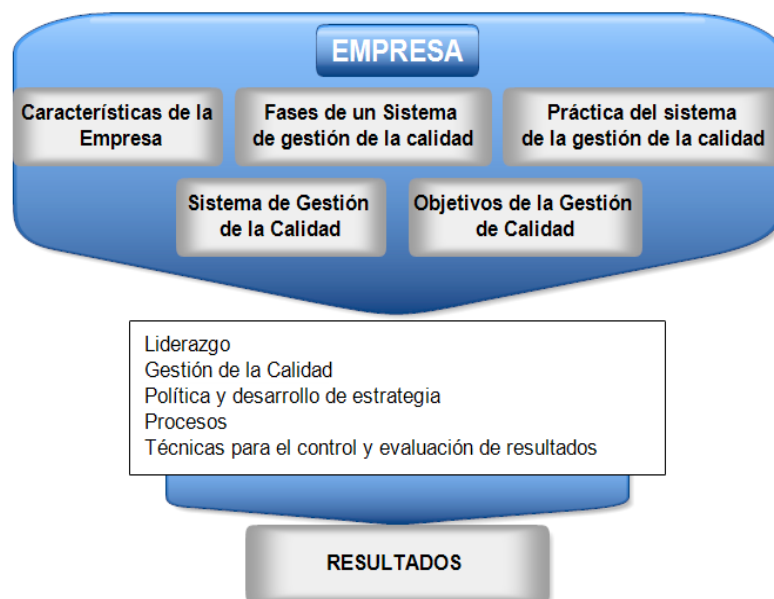 EMPRESA
Características de la
Empresa
Fases de un Sistema
de gestión de la calidad
Práctica del sistema
de la gestión de la calidad
Sistema de Gestión
de la Calidad
Objetivos de la Gestión
de Calidad
Liderazgo
Gestión de la Calidad
Política y desarrollo de estrategia
Procesos
Técnicas para el control y evaluación de resultados
RESULTADOS